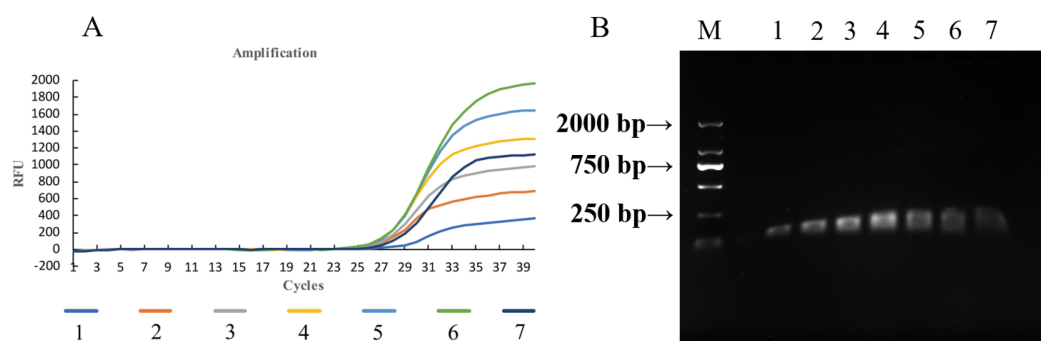 A
Amplification
2000
1800
1600
1400
1200
1000
800
600
400
200
0
-200
RFU
1 3 5 7 9 11 13 15 17 19 21 23 25 27 29 31 33 35 37 39
Cycles
1 2 3 4 5 6 7
B
M 1 2 3 4 5 6 7
2000 bp→
750 bp→
250 bp→